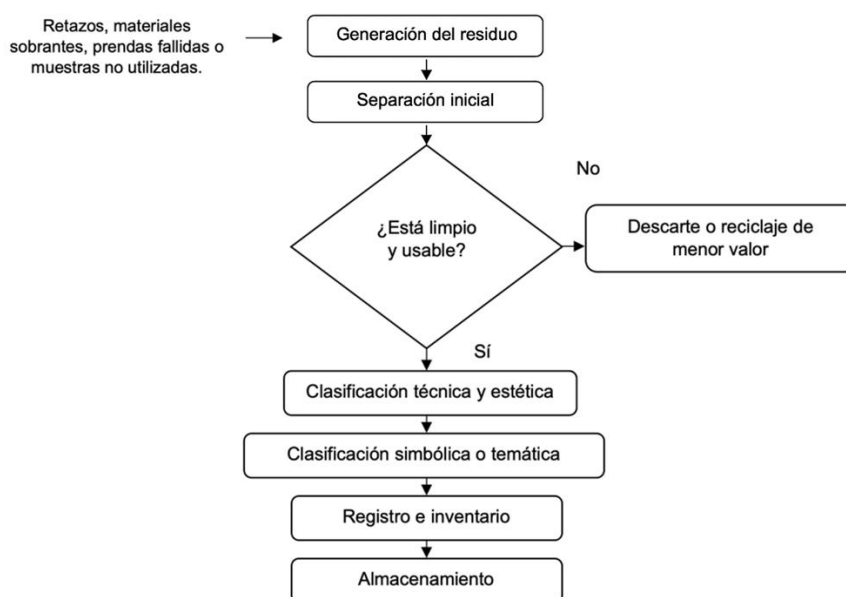 Retazos, materiales
sobrantes, prendas fallidas o
muestras no utilizadas.
Generación del residuo
Separación inicial
¿Está limpio
y usable?
No
Descarte o reciclaje de
menor valor
Sí
Clasificación técnica y estética
Clasificación simbólica o temática
Registro e inventario
Almacenamiento